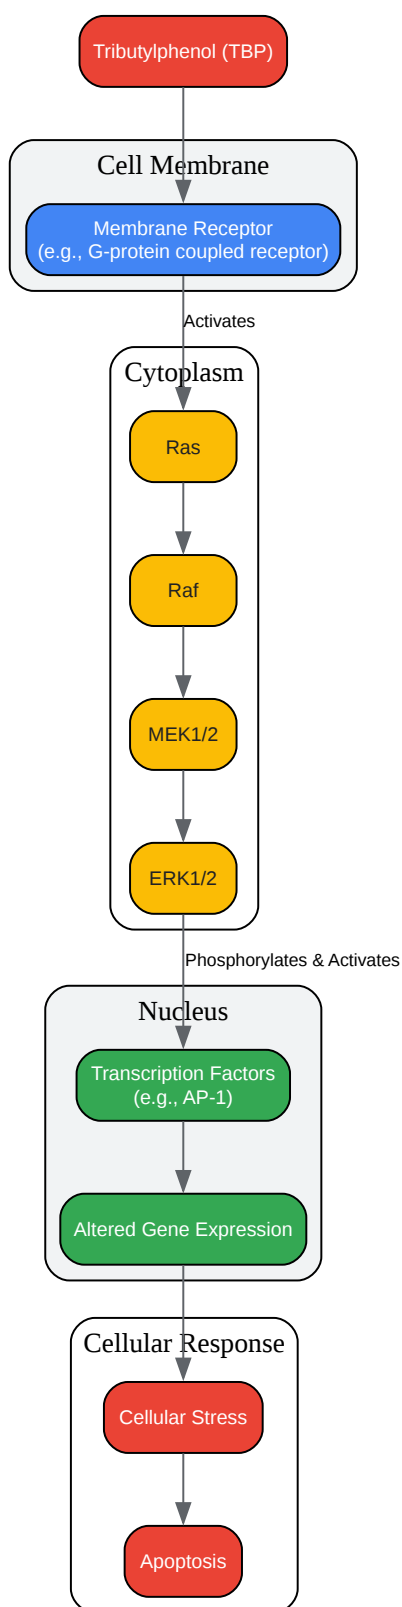 Tributylphenol (TBP)
Cell Membrane
Membrane Receptor
(e.g., G-protein coupled receptor)
Activates
Cytoplasm
Ras
Raf
MEK1/2
ERK1/2
Phosphorylates & Activates
Nucleus
Transcription Factors
(e.g., AP-1)
Altered Gene Expression
Cellular Response
Cellular Stress
Apoptosis